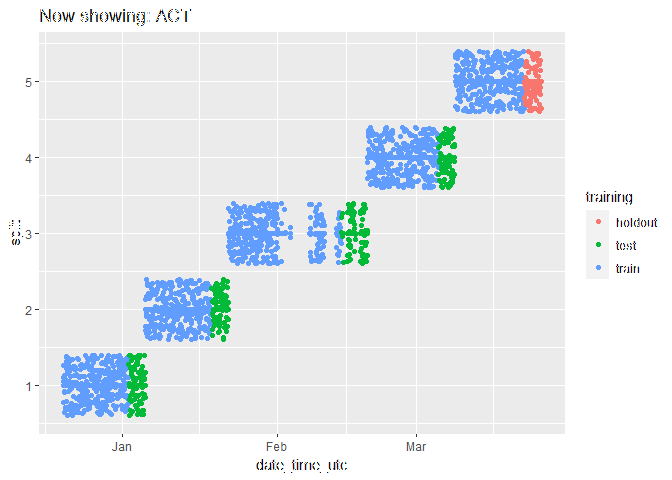 Now showing: ACT
5
4
3
2
1
split
Jan
Feb
Mar
date_time_utc
training
holdout
test
train